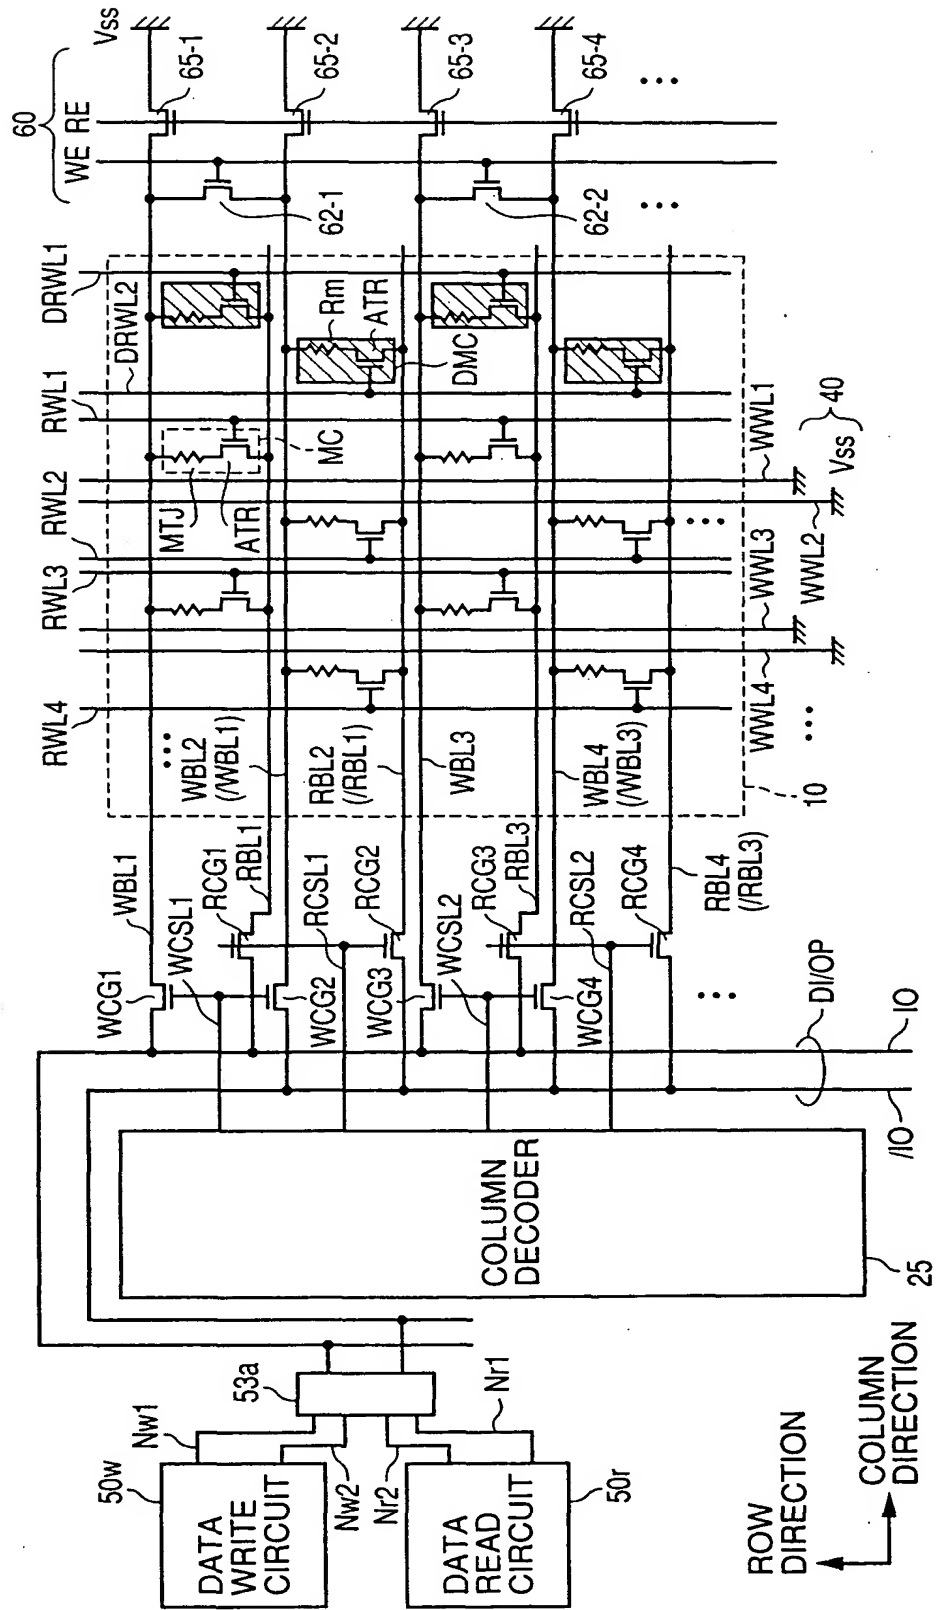 60
WE RE
Vss
65-1
65-2
65-3
65-4
62-1
62-2
DRWL1
DRWL2
RWL1
RWL2
RWL3
RWL4
Rm
ATR
DMC
MC
MTJ
ATR
WWL1
40
Vss
WWL2
WWL3
WWL4
10
WBL2
(/WBL1)
RBL2
(/RBL1)
WBL3
WBL4
(/WBL3)
WBL1
RBL1
RBL3
RBL4
(/RBL3)
WCG1
WCSL1
RCG1
WCG2
RCSL1
RCG2
WCG3
WCSL2
RCG3
WCG4
RCSL2
RCG4
DI/OP
IO
/IO
COLUMN
DECODER
25
53a
Nw1
Nw2
Nr2
Nr1
50w
DATA
WRITE
CIRCUIT
DATA
READ
CIRCUIT
50r
ROW
DIRECTION
COLUMN
DIRECTION